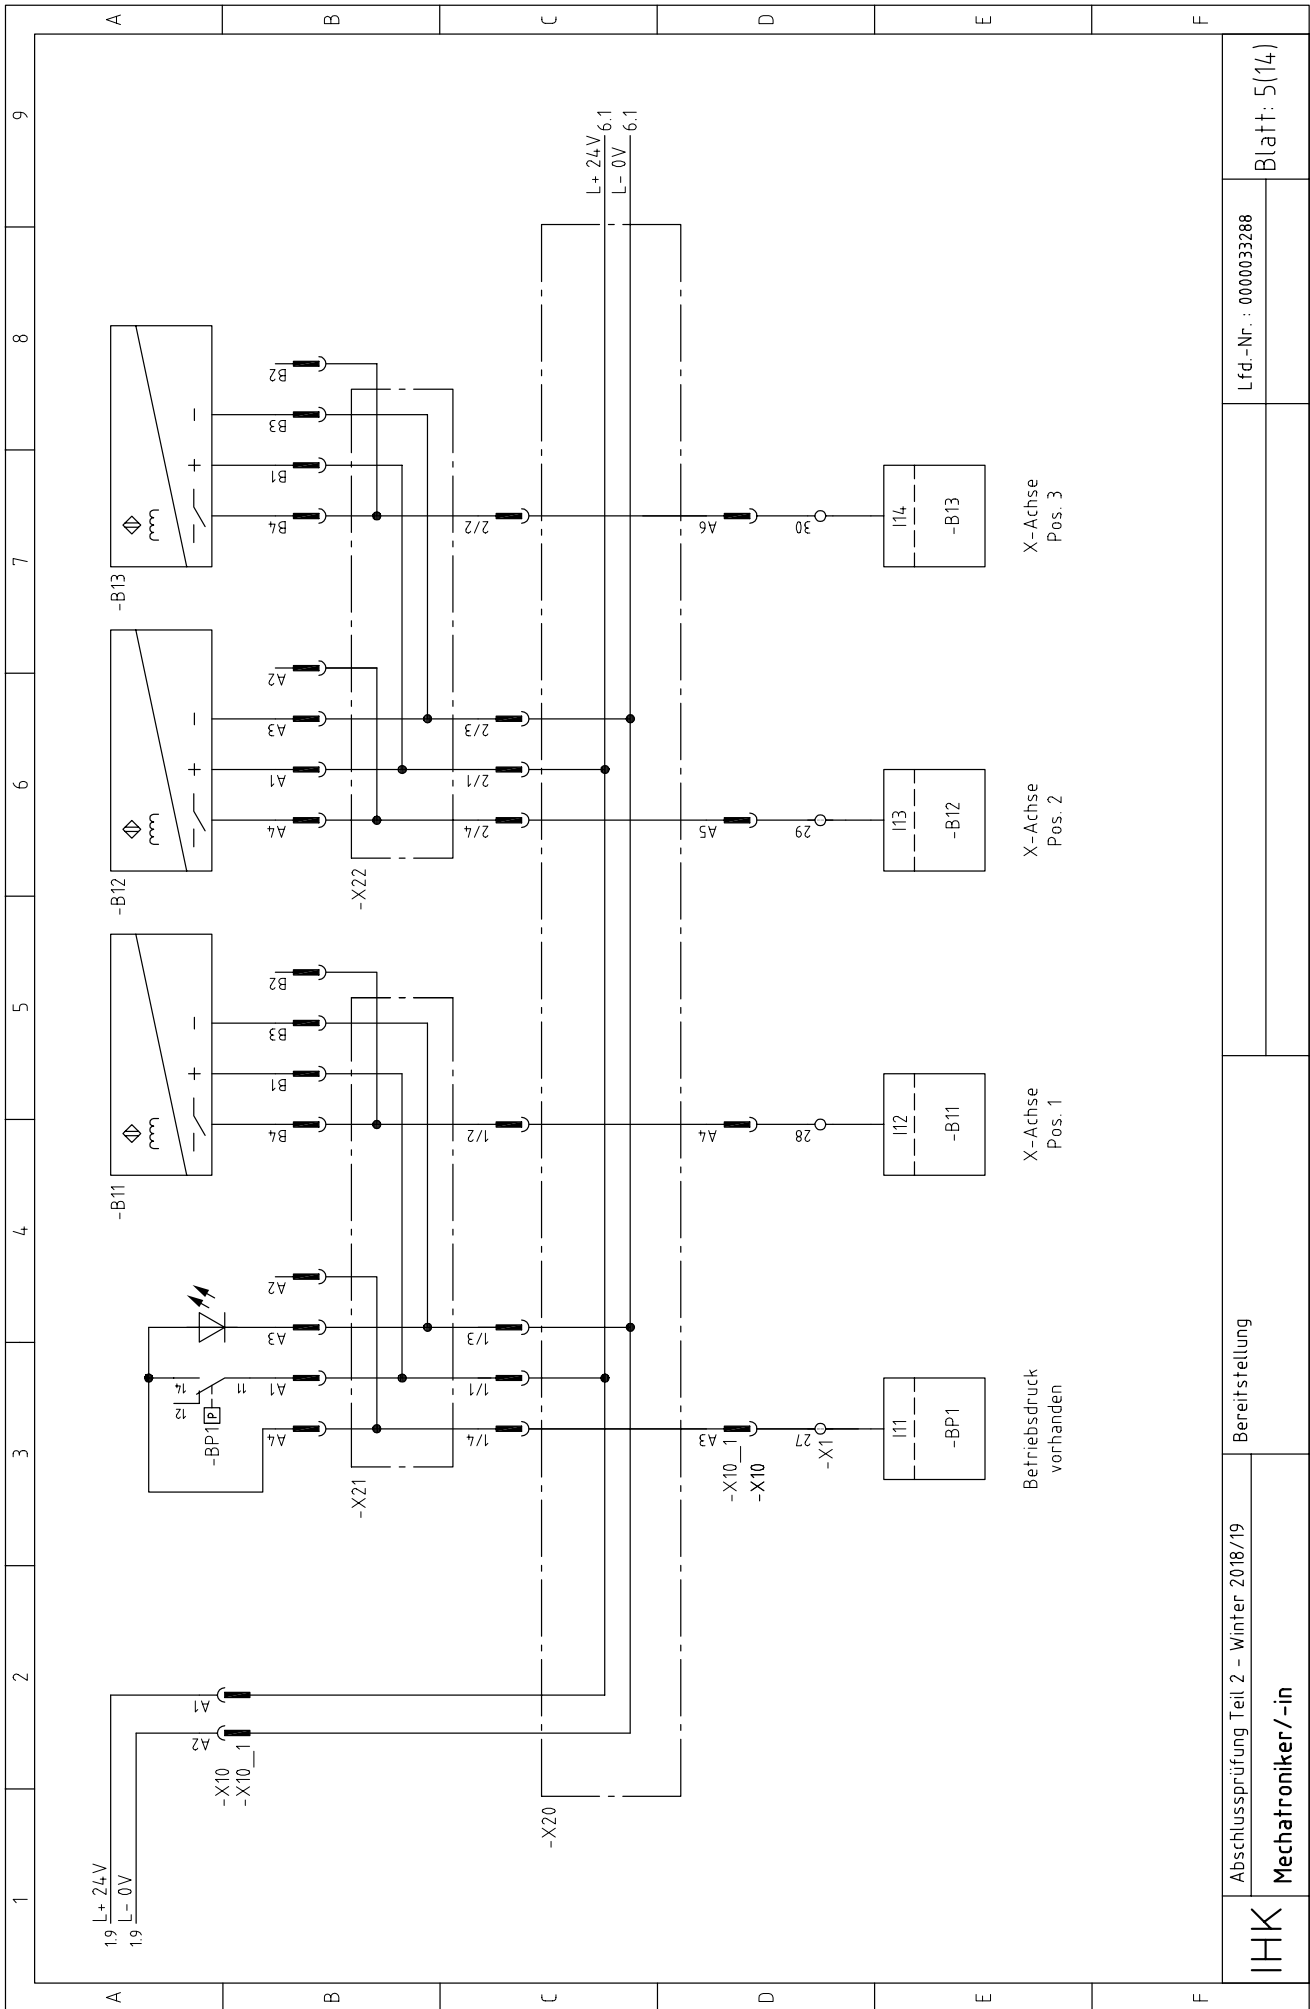 1 2 3 4 5 6 7 8 9
A
B
C
D
E
F
A
B
C
D
E
F
1.9 L+ 24V
1.9 L- 0V
L+ 24V 6.1
L- 0V 6.1
A2 A1
-X10
-X10_1
-BP1 P 12 14 11
-B11
-B12
-B13
+ −
+ −
+ −
A4 A1 A3 A2 B4 B1 B3 B2
A4 A1 A3 A2 B4 B1 B3 B2
-X21
-X22
1/4 1/1 1/3 1/2 2/4 2/1 2/3 2/2
-X20
A3 A4 A5 A6
-X10_1
-X10
27 28 29 30
-X1
I11 I12 I13 I14
-BP1 -B11 -B12 -B13
Betriebsdruck
vorhanden
X-Achse
Pos. 1
X-Achse
Pos. 2
X-Achse
Pos. 3
IHK
Abschlussprüfung Teil 2 - Winter 2018/19
Mechatroniker/-in
Bereitstellung
Lfd.-Nr. : 0000033288
Blatt: 5(14)